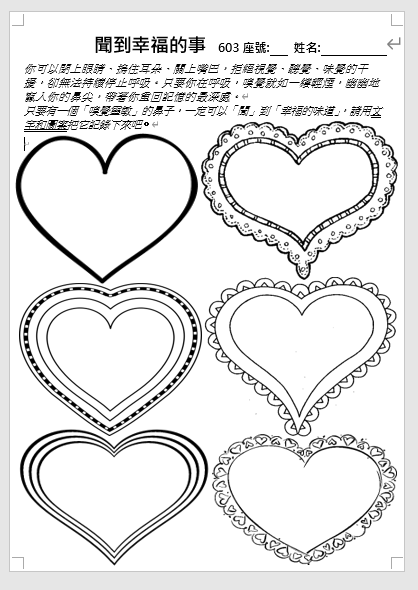 聞到幸福的事 603 座號:___ 姓名:__________
你可以閉上眼睛、摀住耳朵、關上嘴巴，拒絕視覺、聽覺、味覺的干
擾，卻無法持續停止呼吸。只要你在呼吸，嗅覺就如一縷輕煙，幽幽地
竄入你的鼻尖，帶著你重回記憶的最深處。
只要有一個「嗅覺靈敏」的鼻子，一定可以「聞」到「幸福的味道」，請用文
字和圖案把它記錄下來吧。